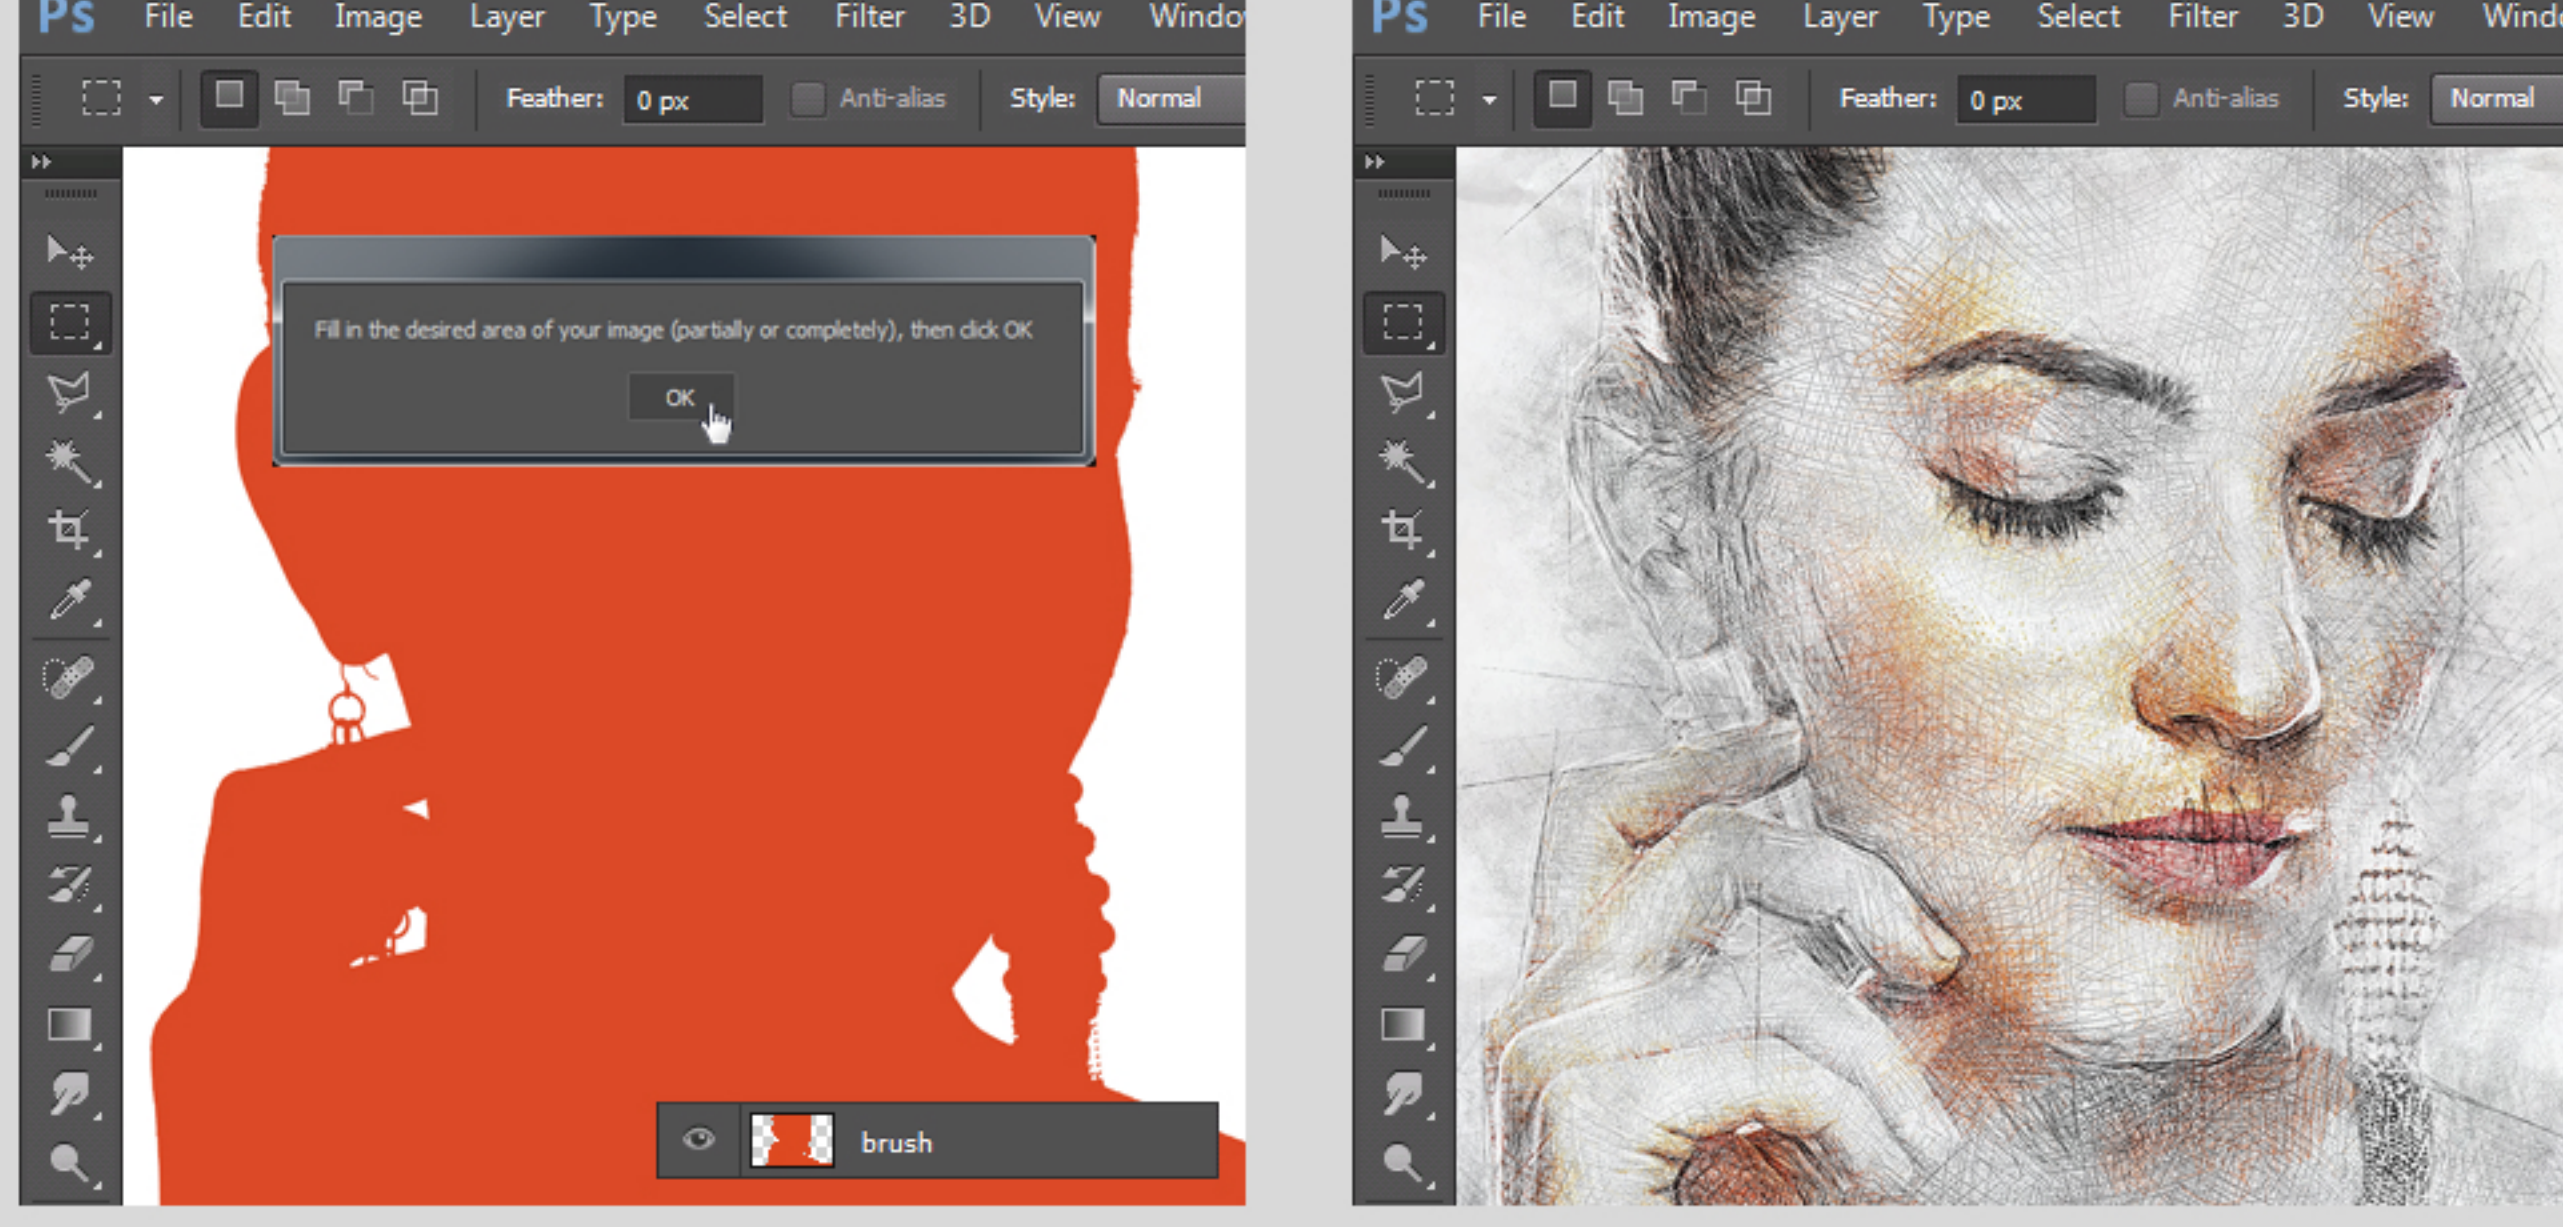 Ps File Edit Image Layer Type Select Filter 3D View Windo
Feather: 0 px Anti-alias Style: Normal
Fill in the desired area of your image (partially or completely), then click OK
OK
brush
Ps File Edit Image Layer Type Select Filter 3D View Windo
Feather: 0 px Anti-alias Style: Normal